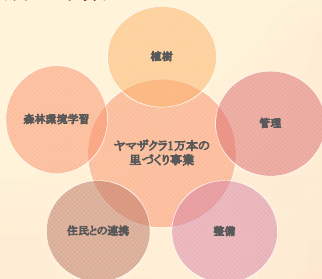 植樹
森林環境学習
管理
ヤマザクラ1万本の
里づくり事業
住民との連携
整備